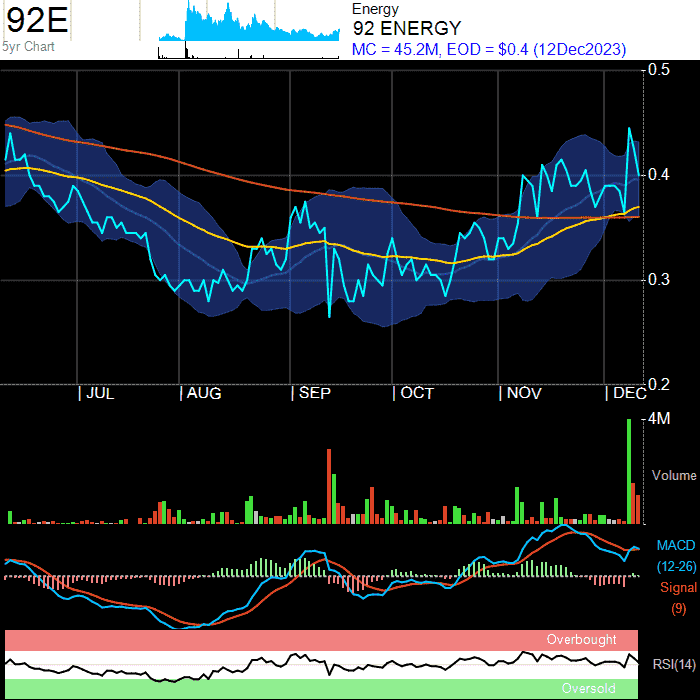 92E
5yr Chart
Energy
92 ENERGY
MC = 45.2M, EOD = $0.4 (12Dec2023)
0.5
0.4
0.3
0.2
| JUL | AUG | SEP | OCT | NOV | DEC
4M
Volume
MACD
(12-26)
Signal
(9)
Overbought
RSI(14)
Oversold